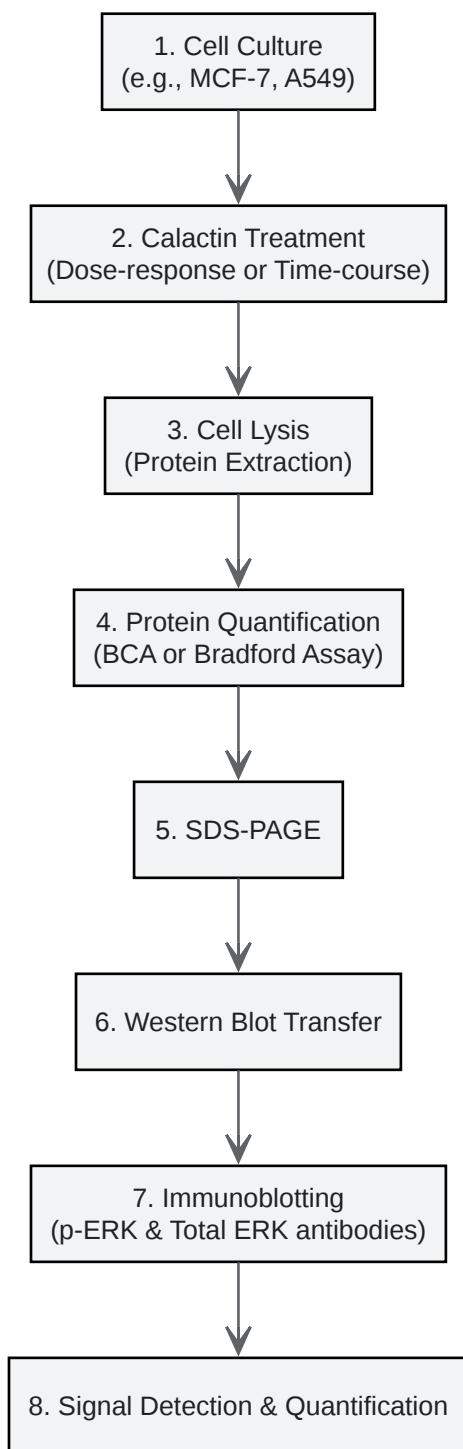 1. Cell Culture
(e.g., MCF-7, A549)
2. Calactin Treatment
(Dose-response or Time-course)
3. Cell Lysis
(Protein Extraction)
4. Protein Quantification
(BCA or Bradford Assay)
5. SDS-PAGE
6. Western Blot Transfer
7. Immunoblotting
(p-ERK & Total ERK antibodies)
8. Signal Detection & Quantification